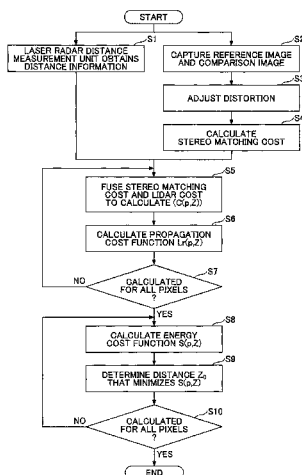 START
S1
LASER RADAR DISTANCE
MEASUREMENT UNIT OBTAINS
DISTANCE INFORMATION
S2
CAPTURE REFERENCE IMAGE
AND COMPARISON IMAGE
S3
ADJUST DISTORTION
S4
CALCULATE
STEREO MATCHING COST
S5
FUSE STEREO MATCHING
COST AND LIDAR COST
TO CALCULATE (C(p,Z))
S6
CALCULATE PROPAGATION
COST FUNCTION Lr(p,Z)
S7
CALCULATED
FOR ALL PIXELS
?
NO
YES
S8
CALCULATE ENERGY
COST FUNCTION S(p,Z)
S9
DETERMINE DISTANCE Z₀
THAT MINIMIZES S(p,Z)
S10
CALCULATED
FOR ALL PIXELS
?
NO
YES
END